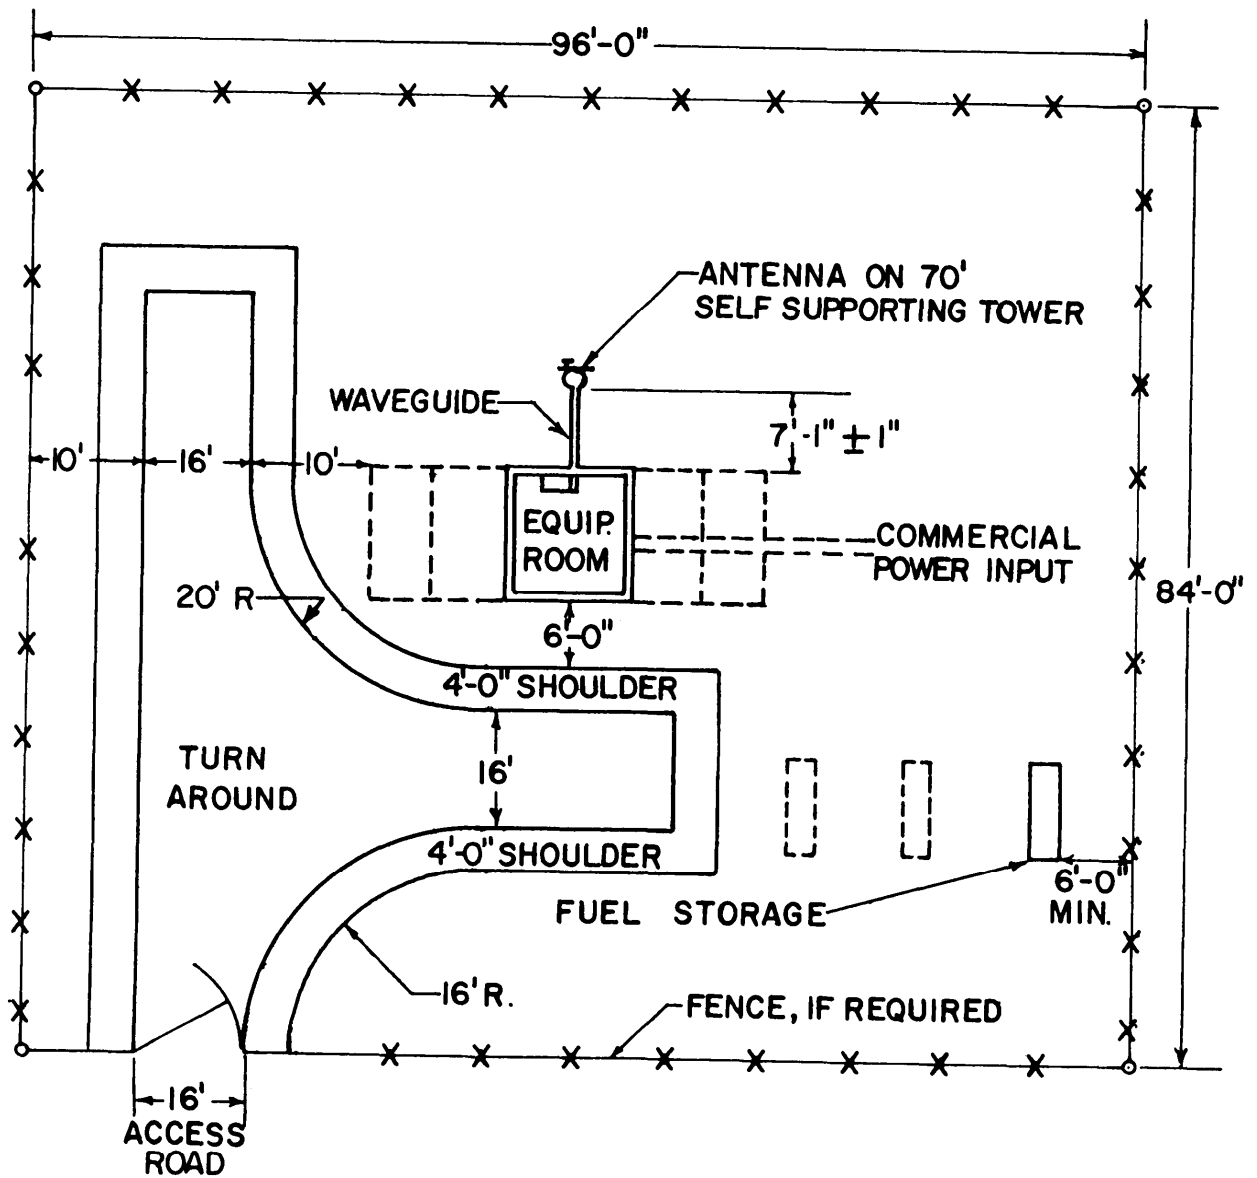 96'-0"
ANTENNA ON 70'
SELF SUPPORTING TOWER
WAVEGUIDE
7'-1" ± 1"
10'
16'
10'
EQUIP.
ROOM
COMMERCIAL
POWER INPUT
20' R
84'-0"
6'-0"
4'-0" SHOULDER
TURN
AROUND
16'
4'-0" SHOULDER
6'-0"
MIN.
FUEL STORAGE
16' R.
FENCE, IF REQUIRED
16'
ACCESS
ROAD